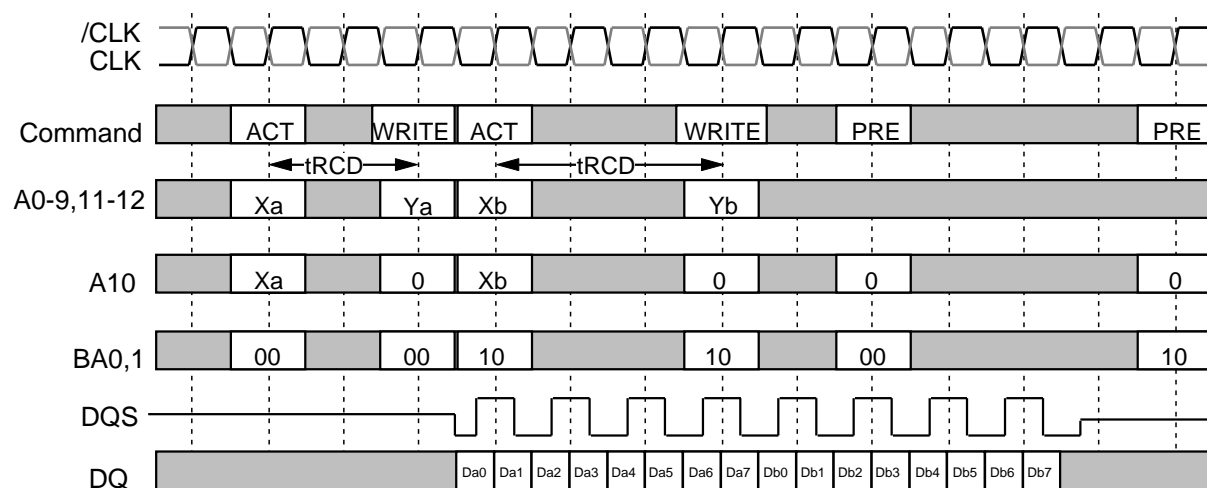 /CLK
CLK
Command ACT WRITE ACT WRITE PRE PRE
tRCD tRCD
A0-9,11-12 Xa Ya Xb Yb
A10 Xa 0 Xb 0 0 0
BA0,1 00 00 10 10 00 10
DQS
DQ Da0 Da1 Da2 Da3 Da4 Da5 Da6 Da7 Db0 Db1 Db2 Db3 Db4 Db5 Db6 Db7